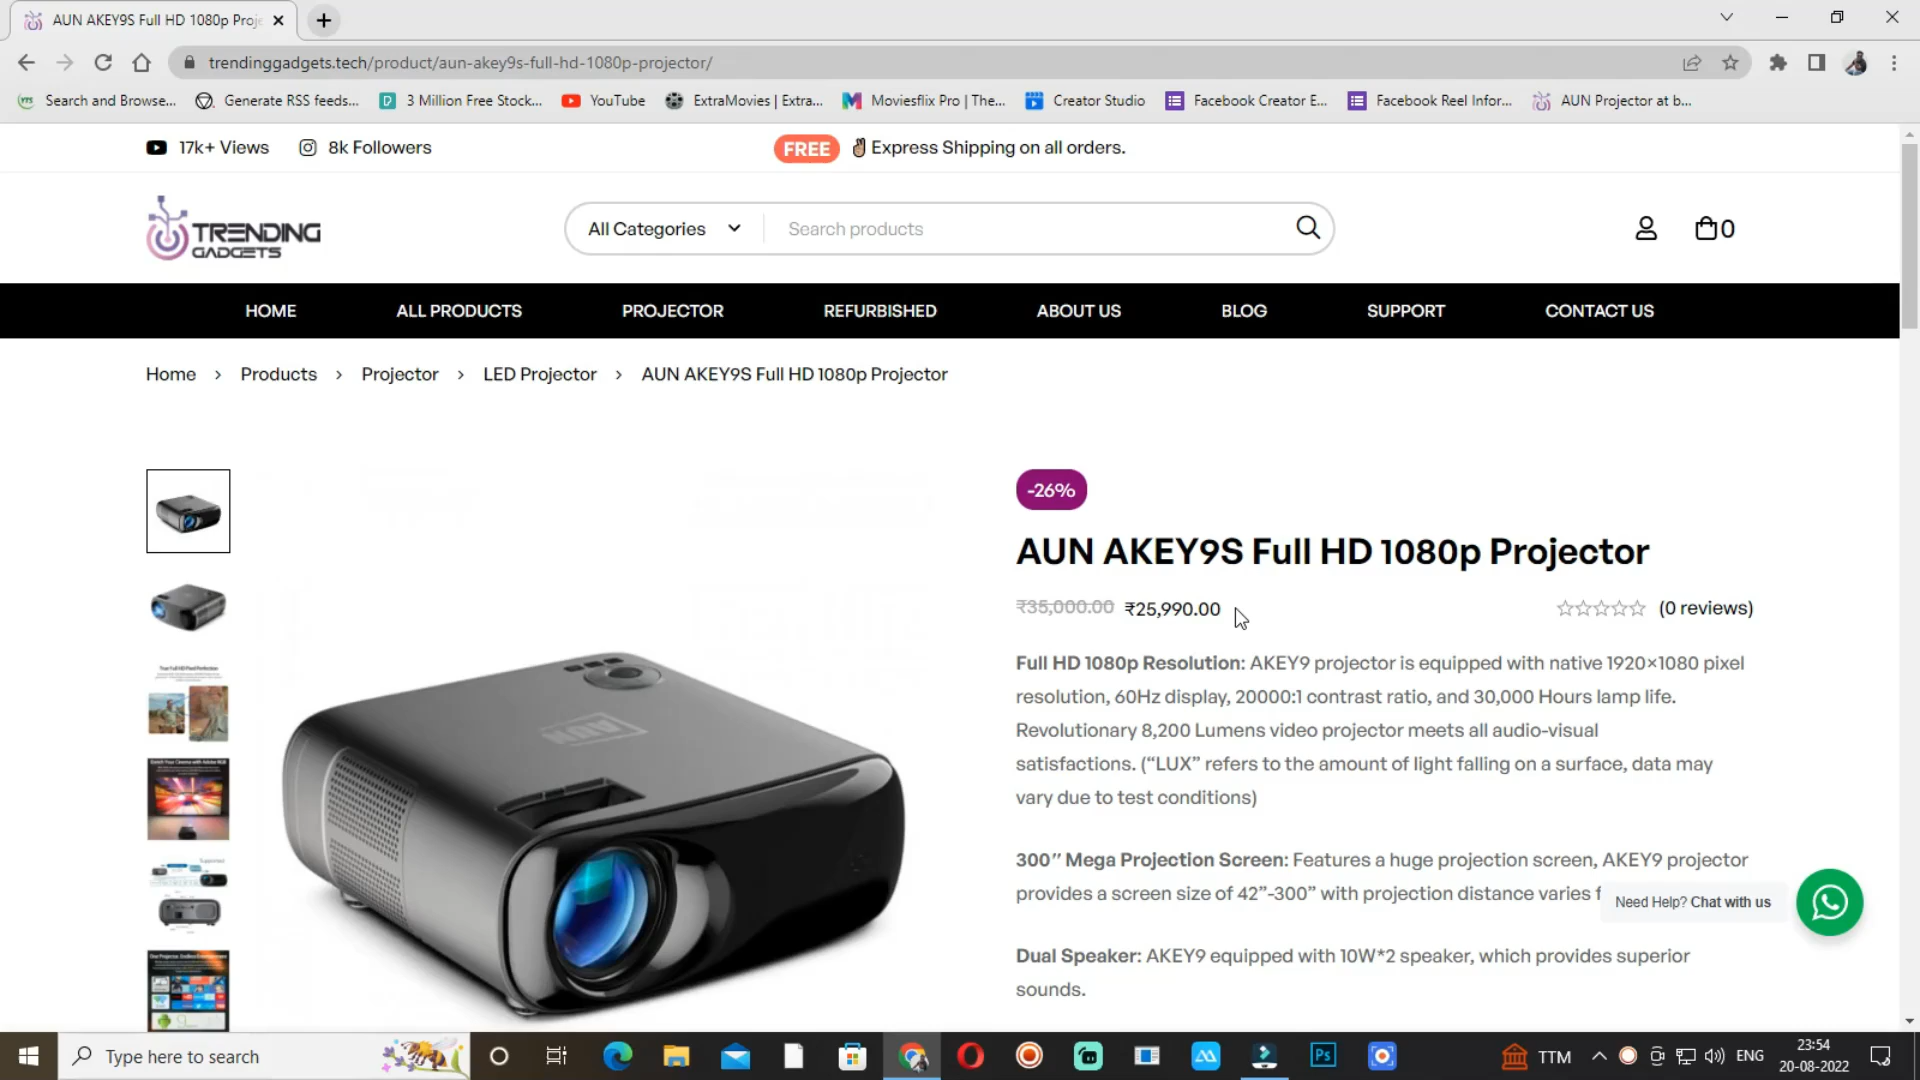 AUN AKEY9S Full HD 1080p Proje
trendinggadgets.tech/product/aun-akey9s-full-hd-1080p-projector/
Search and Browse...
Generate RSS feeds...
3 Million Free Stock...
YouTube
ExtraMovies | Extra...
Moviesflix Pro | The...
Creator Studio
Facebook Creator E...
Facebook Reel Infor...
AUN Projector at b...
17k+ Views
8k Followers
FREE ✌🏼Express Shipping on all orders.
TRENDING
GADGETS
All Categories
Search products
0
HOME
ALL PRODUCTS
PROJECTOR
REFURBISHED
ABOUT US
BLOG
SUPPORT
CONTACT US
Home > Products > Projector > LED Projector > AUN AKEY9S Full HD 1080p Projector
-26%
AUN AKEY9S Full HD 1080p Projector
₹35,000.00 ₹25,990.00
(0 reviews)
Full HD 1080p Resolution: AKEY9 projector is equipped with native 1920×1080 pixel
resolution, 60Hz display, 20000:1 contrast ratio, and 30,000 Hours lamp life.
Revolutionary 8,200 Lumens video projector meets all audio-visual
satisfactions. (“LUX” refers to the amount of light falling on a surface, data may
vary due to test conditions)
300″ Mega Projection Screen: Features a huge projection screen, AKEY9 projector
provides a screen size of 42”-300” with projection distance varies f
Need Help? Chat with us
Dual Speaker: AKEY9 equipped with 10W*2 speaker, which provides superior
sounds.
AUN
Type here to search
Ps
TTM
ENG
23:54
20-08-2022